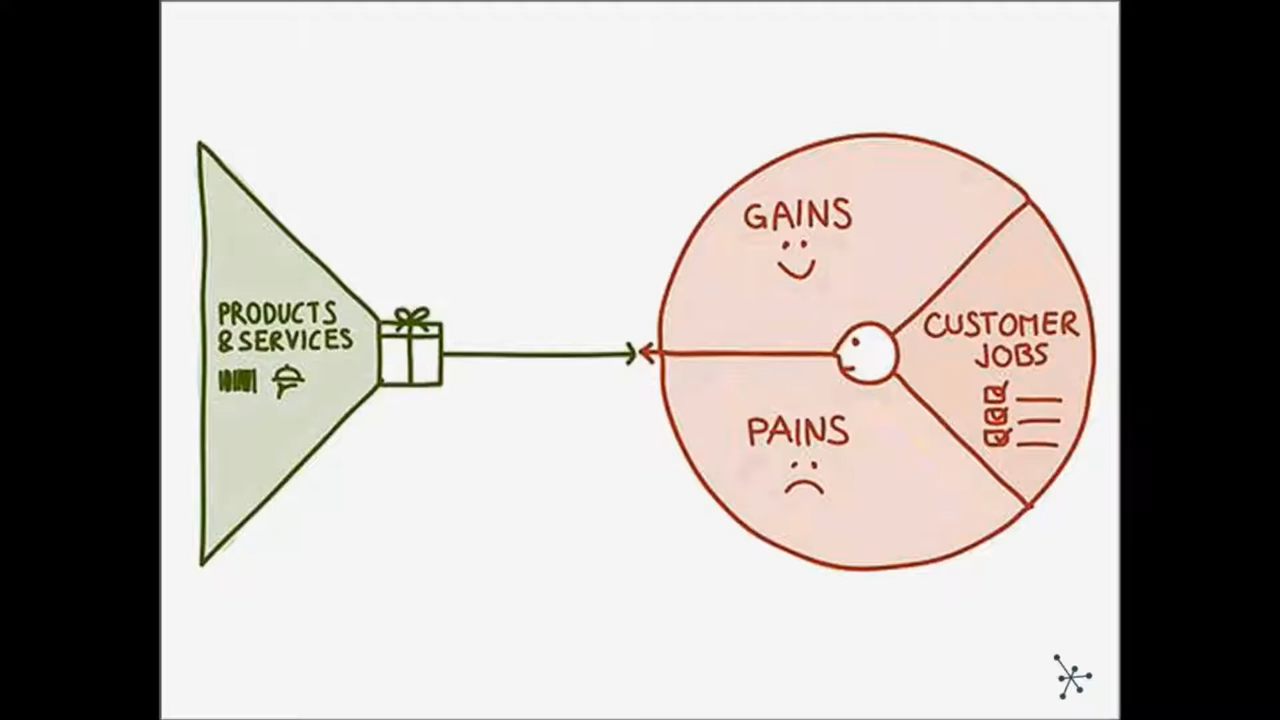 PRODUCTS
& SERVICES
GAINS
CUSTOMER
JOBS
PAINS